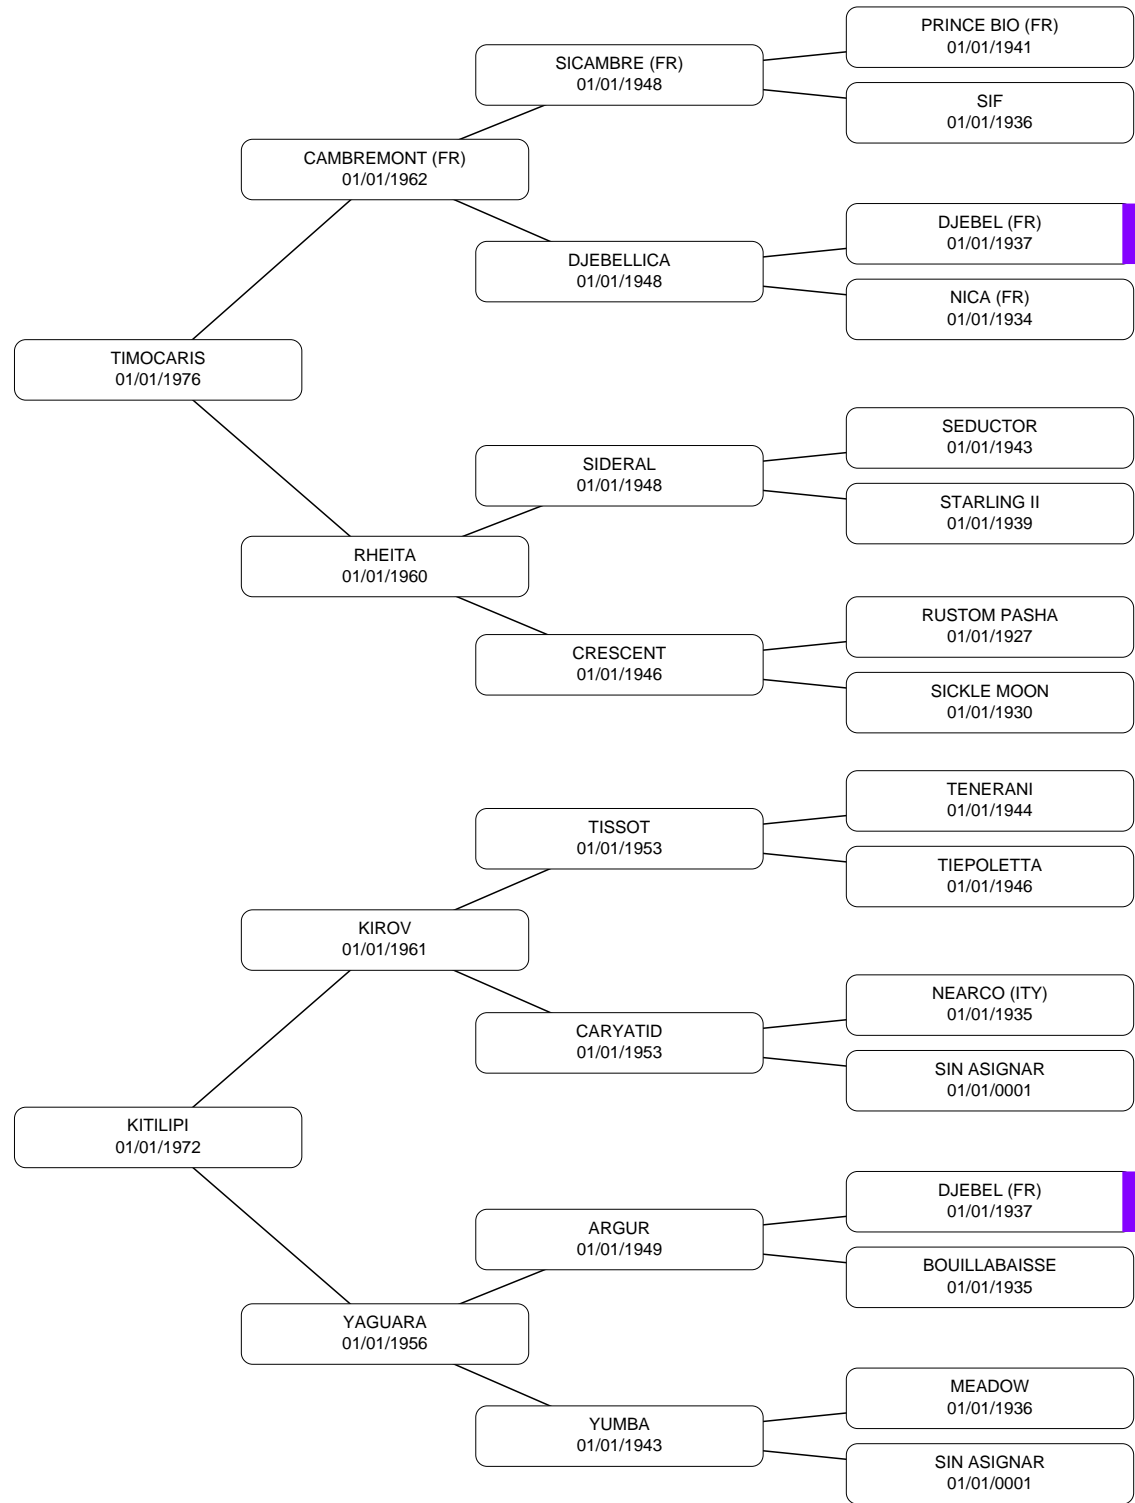 PRINCE BIO (FR)
01/01/1941
SICAMBRE (FR)
01/01/1948
SIF
01/01/1936
CAMBREMONT (FR)
01/01/1962
DJEBEL (FR)
01/01/1937
DJEBELLICA
01/01/1948
NICA (FR)
01/01/1934
TIMOCARIS
01/01/1976
SEDUCTOR
01/01/1943
SIDERAL
01/01/1948
STARLING II
01/01/1939
RHEITA
01/01/1960
RUSTOM PASHA
01/01/1927
CRESCENT
01/01/1946
SICKLE MOON
01/01/1930
TENERANI
01/01/1944
TISSOT
01/01/1953
TIEPOLETTA
01/01/1946
KIROV
01/01/1961
NEARCO (ITY)
01/01/1935
CARYATID
01/01/1953
SIN ASIGNAR
01/01/0001
KITILIPI
01/01/1972
DJEBEL (FR)
01/01/1937
ARGUR
01/01/1949
BOUILLABAISSE
01/01/1935
YAGUARA
01/01/1956
MEADOW
01/01/1936
YUMBA
01/01/1943
SIN ASIGNAR
01/01/0001